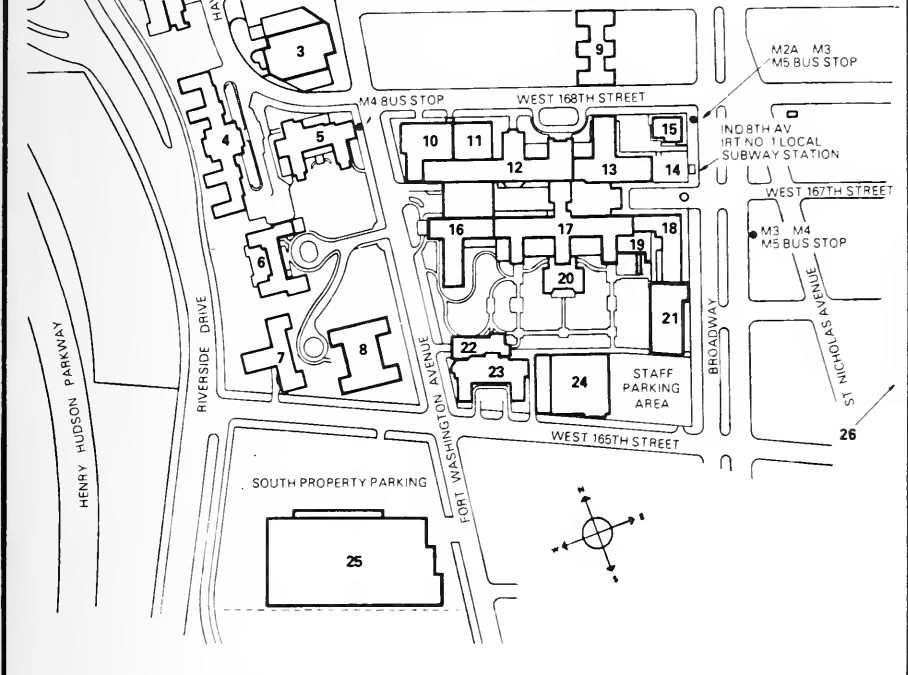 HA
3
9
M2A M3
M5 BUS STOP
M4 BUS STOP
WEST 168TH STREET
4
5
10
11
15
IND 8TH AV
IRT NO 1 LOCAL
SUBWAY STATION
12
13
14
WEST 167TH STREET
16
17
18
19
M3 M4
M5 BUS STOP
6
20
21
22
7
8
23
24
STAFF
PARKING
AREA
HENRY HUDSON PARKWAY
RIVERSIDE DRIVE
FORT WASHINGTON AVENUE
BROADWAY
ST NICHOLAS AVENUE
26
WEST 165TH STREET
SOUTH PROPERTY PARKING
25
N
E
W
S